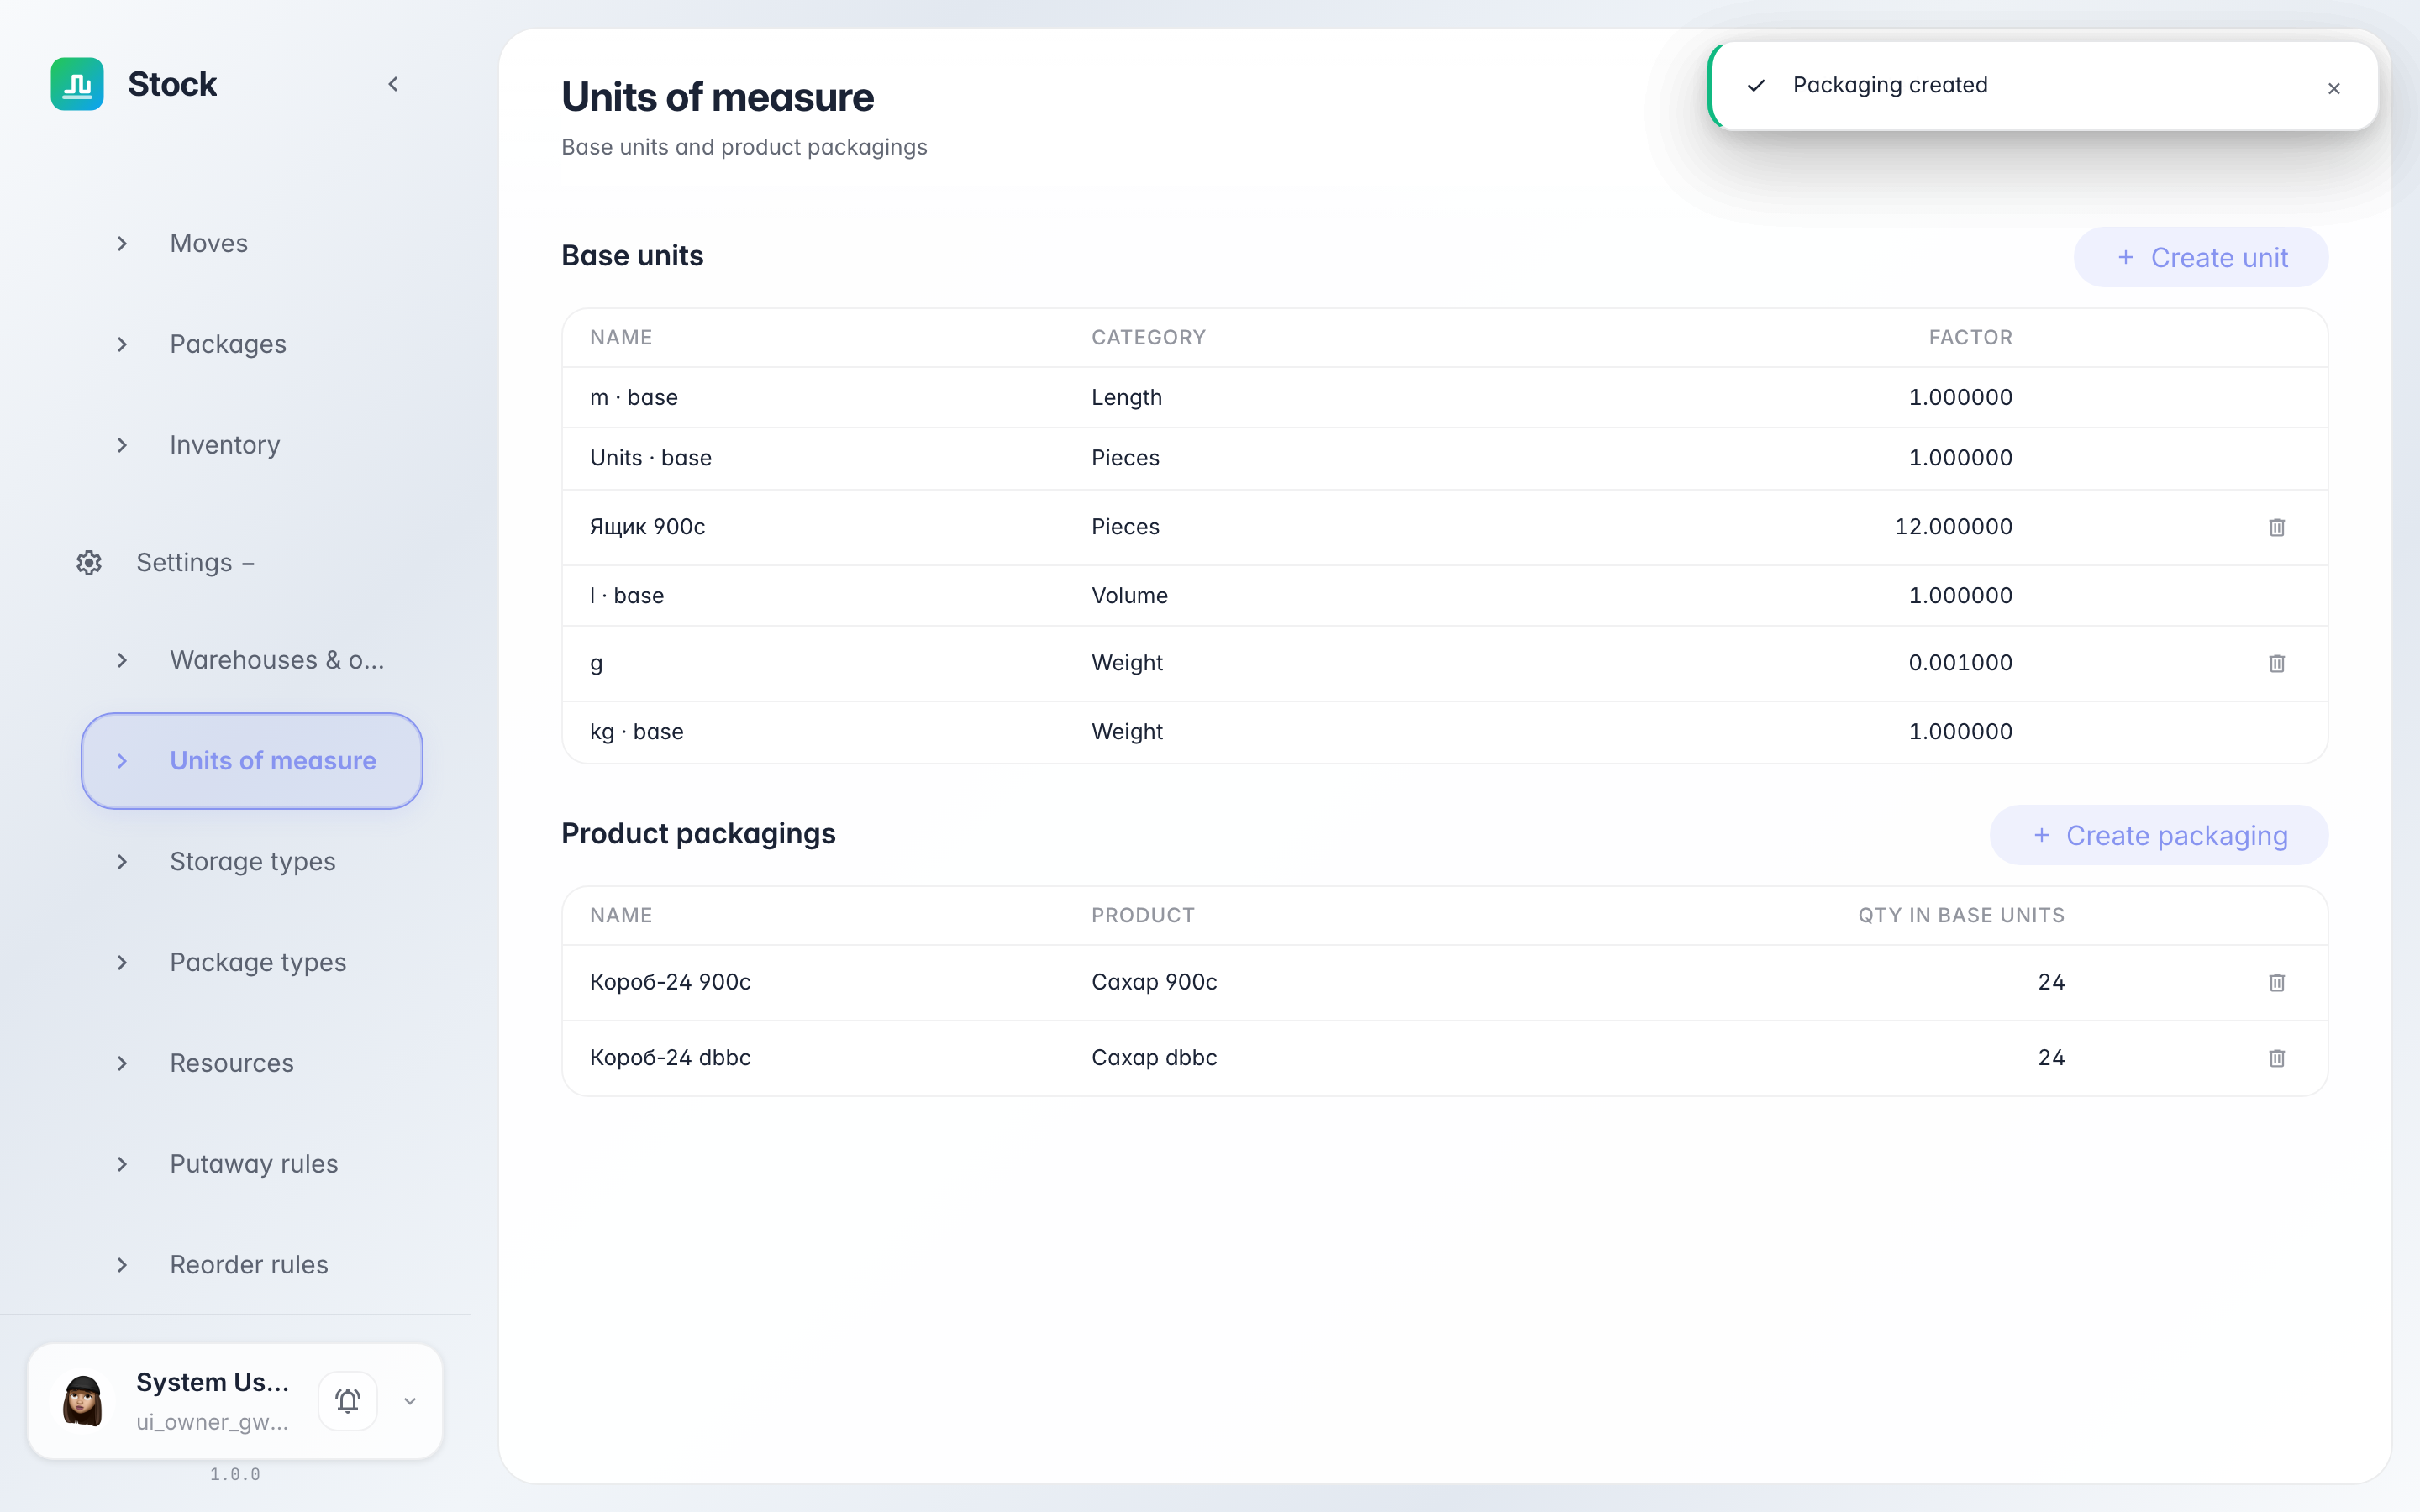 Stock
Moves
Packages
Inventory
Settings –
Warehouses & o...
Units of measure
Storage types
Package types
Resources
Putaway rules
Reorder rules
System Us...
ui_owner_gw...
1.0.0
Units of measure
Base units and product packagings
Packaging created
Base units
+ Create unit
NAME CATEGORY FACTOR
m · base Length 1.000000
Units · base Pieces 1.000000
Ящик 900c Pieces 12.000000
l · base Volume 1.000000
g Weight 0.001000
kg · base Weight 1.000000
Product packagings
+ Create packaging
NAME PRODUCT QTY IN BASE UNITS
Короб-24 900c Сахар 900c 24
Короб-24 dbbc Сахар dbbc 24